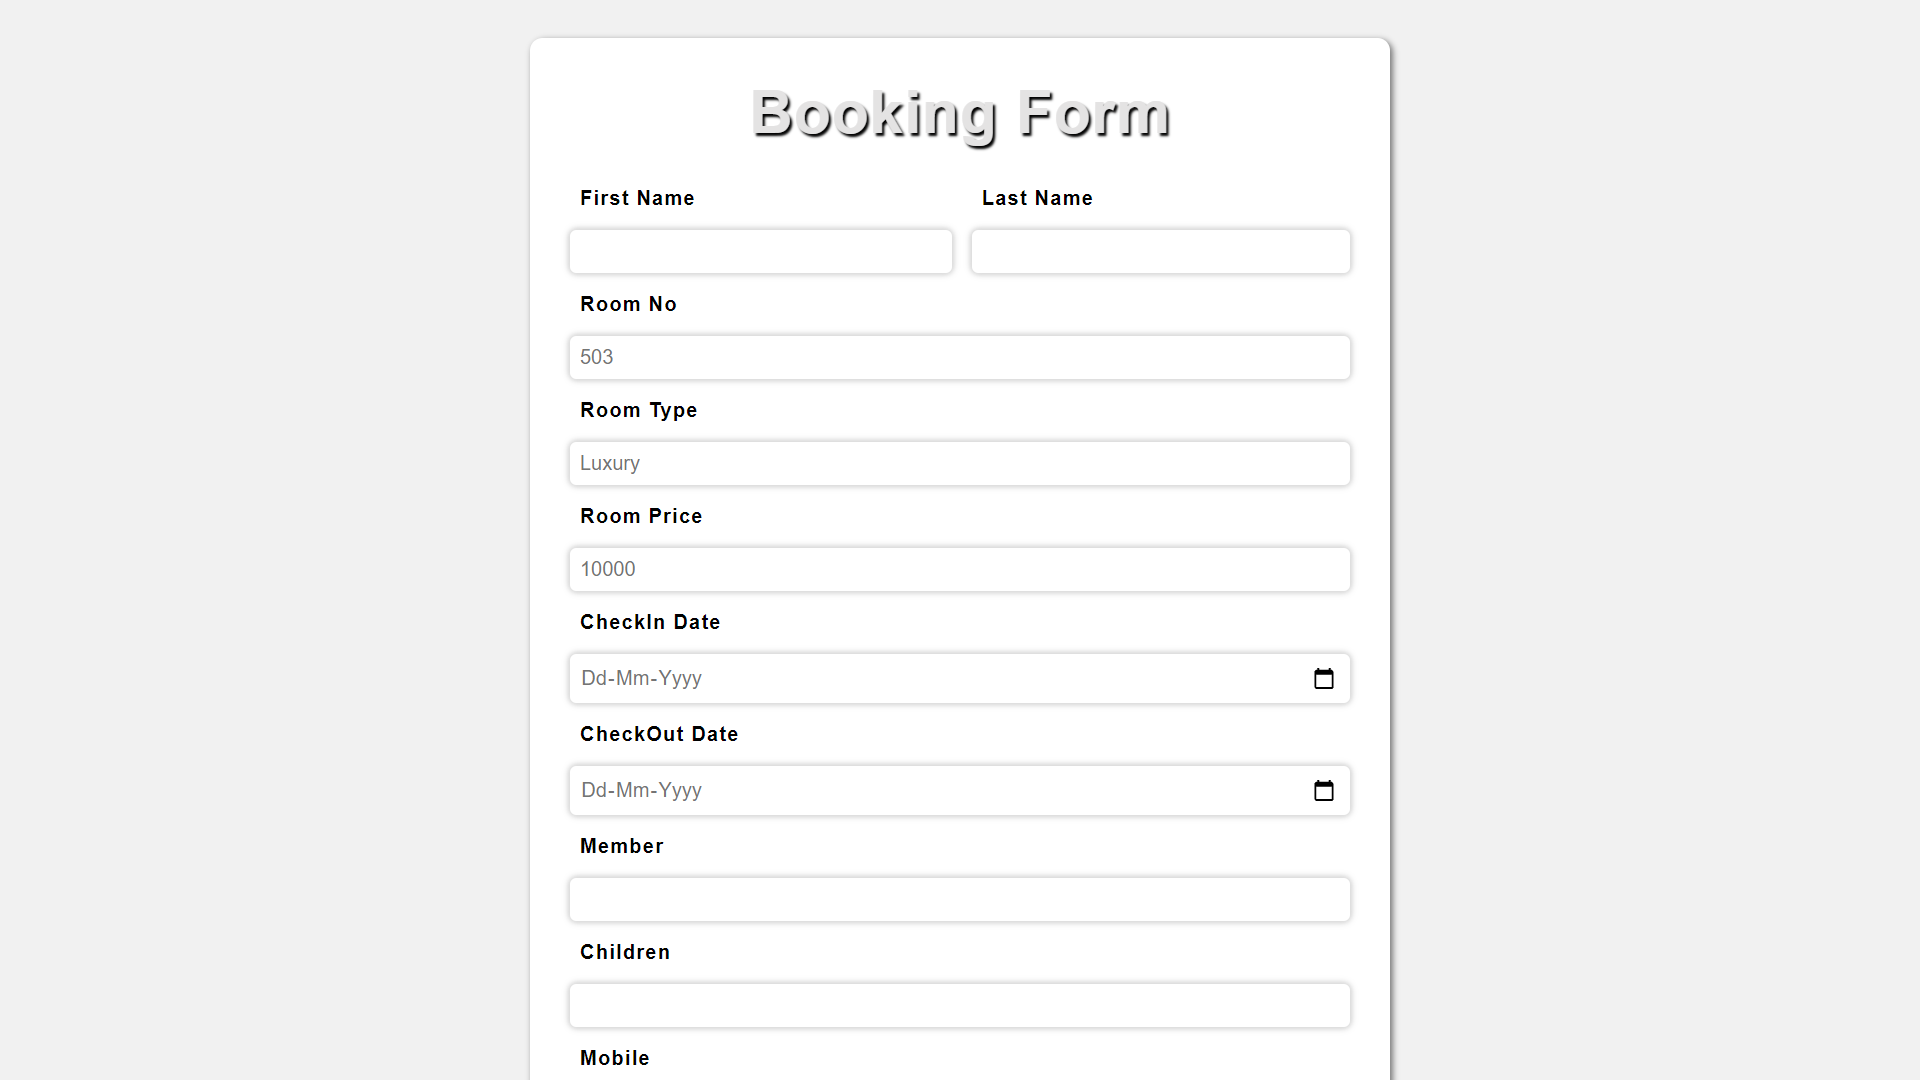 Booking Form
First Name
Last Name
Room No
503
Room Type
Luxury
Room Price
10000
CheckIn Date
Dd-Mm-Yyyy
CheckOut Date
Dd-Mm-Yyyy
Member
Children
Mobile